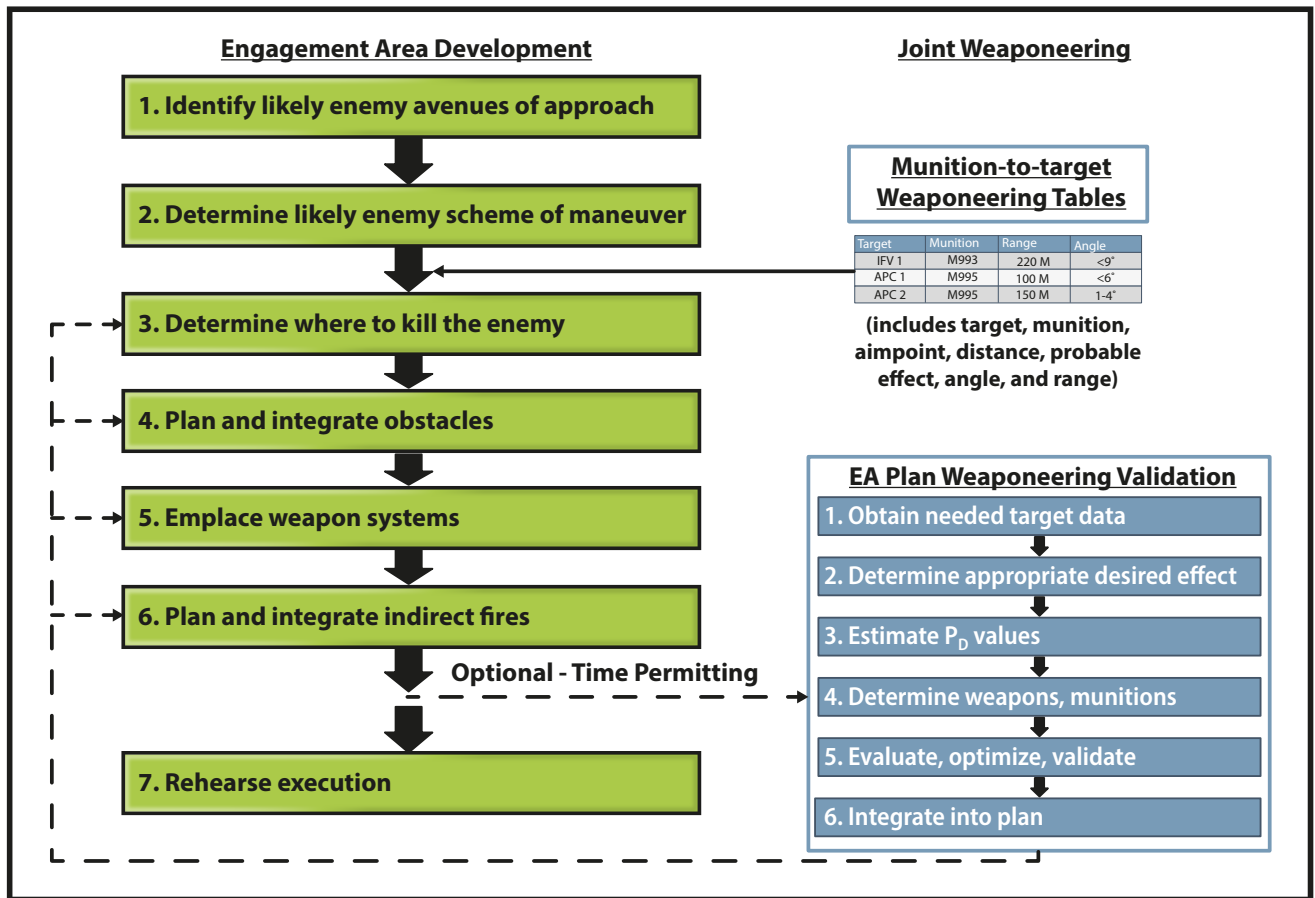 Engagement Area Development
1. Identify likely enemy avenues of approach
2. Determine likely enemy scheme of maneuver
3. Determine where to kill the enemy
4. Plan and integrate obstacles
5. Emplace weapon systems
6. Plan and integrate indirect fires
Optional - Time Permitting
7. Rehearse execution
Joint Weaponeering
Munition-to-target
Weaponeering Tables
Target Munition Range Angle
IFV 1 M993 220 M <9°
APC 1 M995 100 M <6°
APC 2 M995 150 M 1-4°
(includes target, munition,
aimpoint, distance, probable
effect, angle, and range)
EA Plan Weaponeering Validation
1. Obtain needed target data
2. Determine appropriate desired effect
3. Estimate PD values
4. Determine weapons, munitions
5. Evaluate, optimize, validate
6. Integrate into plan